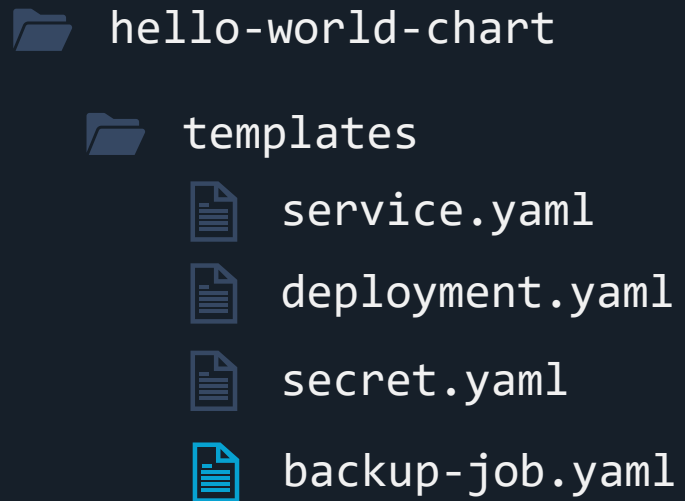 hello-world-chart
templates
service.yaml
deployment.yaml
secret.yaml
backup-job.yaml